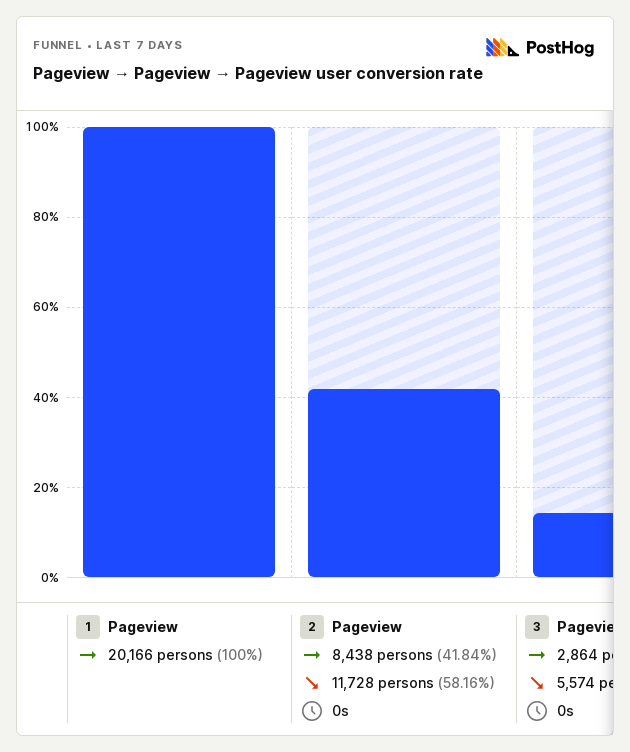 FUNNEL • LAST 7 DAYS
PostHog
Pageview → Pageview → Pageview user conversion rate
100%
80%
60%
40%
20%
0%
1 Pageview
20,166 persons (100%)
2 Pageview
8,438 persons (41.84%)
11,728 persons (58.16%)
0s
3
2,864
5,574
0s